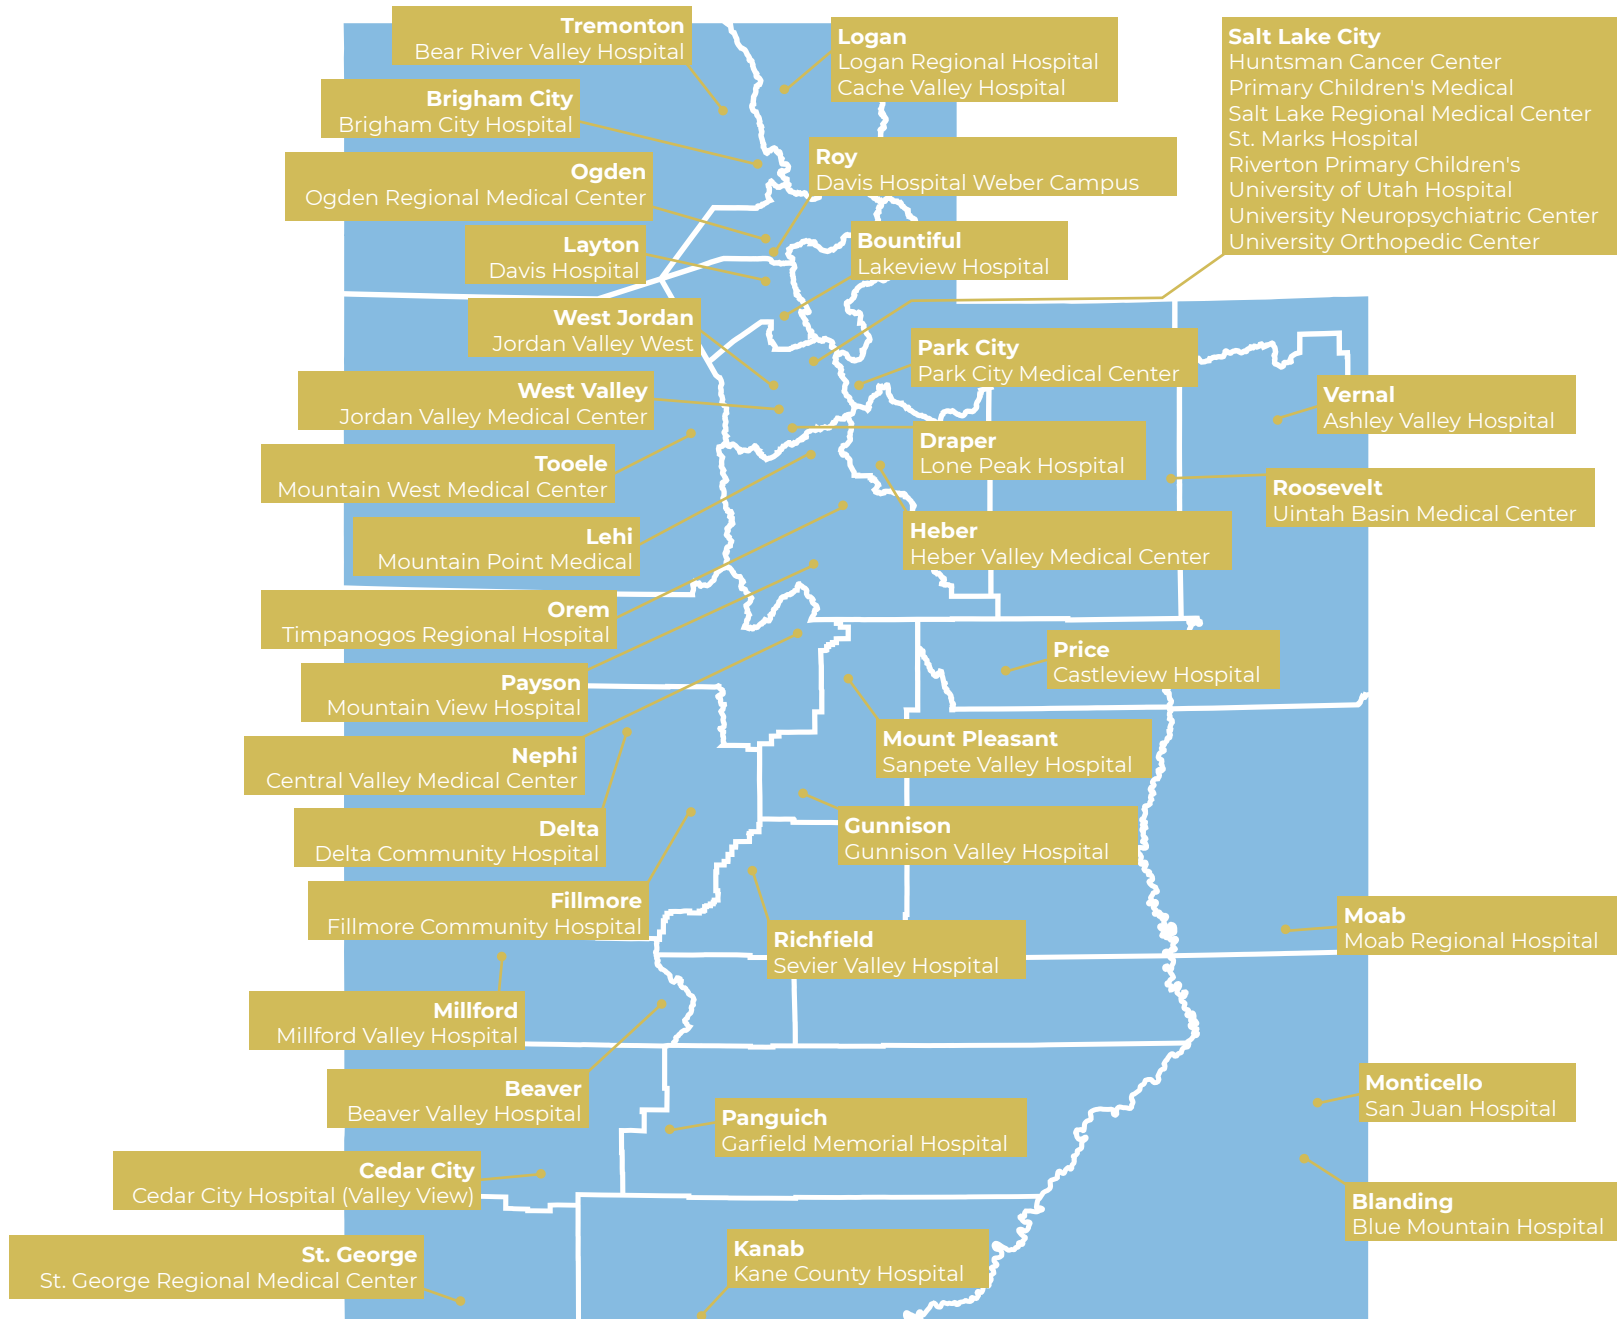 Tremonton
Bear River Valley Hospital
Logan
Logan Regional Hospital
Cache Valley Hospital
Salt Lake City
Huntsman Cancer Center
Primary Children's Medical
Salt Lake Regional Medical Center
St. Marks Hospital
Riverton Primary Children's
University of Utah Hospital
University Neuropsychiatric Center
University Orthopedic Center
Brigham City
Brigham City Hospital
Roy
Davis Hospital Weber Campus
Ogden
Ogden Regional Medical Center
Layton
Davis Hospital
Bountiful
Lakeview Hospital
West Jordan
Jordan Valley West
Park City
Park City Medical Center
West Valley
Jordan Valley Medical Center
Vernal
Ashley Valley Hospital
Draper
Lone Peak Hospital
Tooele
Mountain West Medical Center
Roosevelt
Uintah Basin Medical Center
Lehi
Mountain Point Medical
Heber
Heber Valley Medical Center
Orem
Timpanogos Regional Hospital
Price
Castleview Hospital
Payson
Mountain View Hospital
Mount Pleasant
Sanpete Valley Hospital
Nephi
Central Valley Medical Center
Delta
Delta Community Hospital
Gunnison
Gunnison Valley Hospital
Fillmore
Fillmore Community Hospital
Moab
Moab Regional Hospital
Richfield
Sevier Valley Hospital
Millford
Millford Valley Hospital
Beaver
Beaver Valley Hospital
Monticello
San Juan Hospital
Panguich
Garfield Memorial Hospital
Cedar City
Cedar City Hospital (Valley View)
Blanding
Blue Mountain Hospital
St. George
St. George Regional Medical Center
Kanab
Kane County Hospital